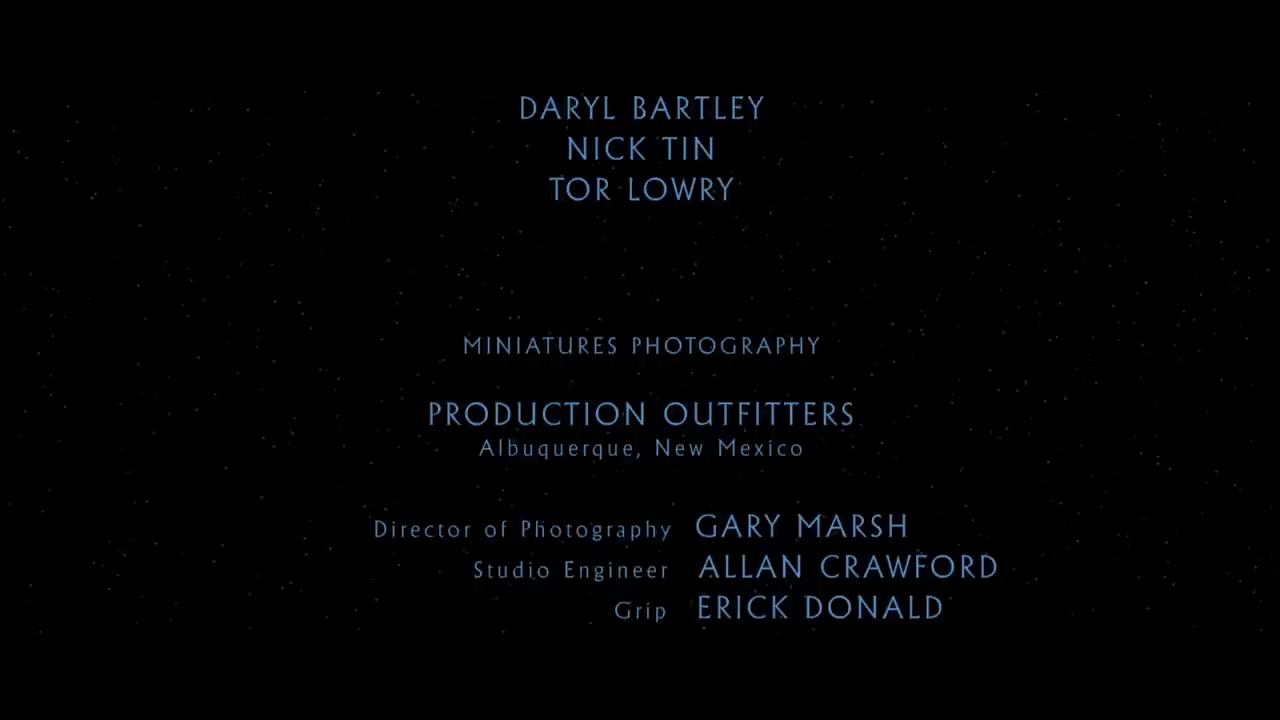 DARYL BARTLEY
NICK TIN
TOR LOWRY
MINIATURES PHOTOGRAPHY
PRODUCTION OUTFITTERS
Albuquerque, New Mexico
Director of Photography GARY MARSH
Studio Engineer ALLAN CRAWFORD
Grip ERICK DONALD